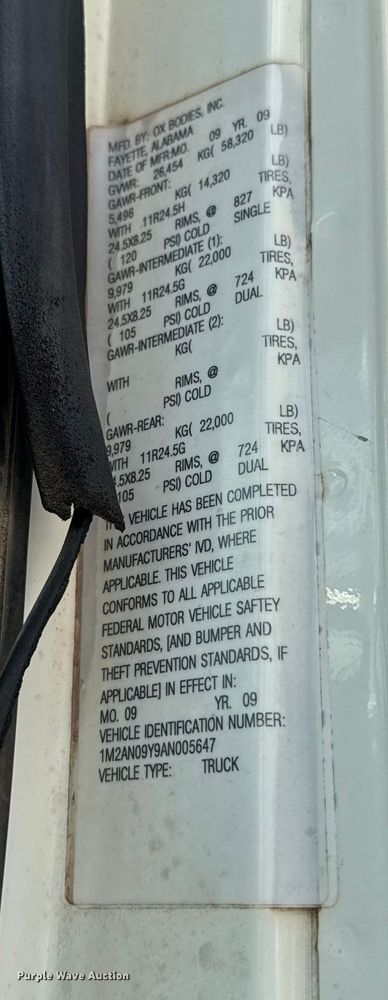 MFD. BY: OX BODIES, INC.
FAYETTE, ALABAMA
DATE OF MFR:MO. 09 YR. 09
GVWR: 26,454 KG( 58,320 LB)
GAWR-FRONT:
5,496 KG( 14,320 LB)
WITH 11R24.5H TIRES,
24.5X8.25 RIMS, @ 827 KPA
( 120 PSI) COLD SINGLE
GAWR-INTERMEDIATE (1):
9,979 KG( 22,000 LB)
WITH 11R24.5G TIRES,
24.5X8.25 RIMS, @ 724 KPA
( 105 PSI) COLD DUAL
GAWR-INTERMEDIATE (2):
KG( LB)
WITH TIRES,
RIMS, @ KPA
( PSI) COLD
GAWR-REAR:
9,979 KG( 22,000 LB)
WITH 11R24.5G TIRES,
4.5X8.25 RIMS, @ 724 KPA
105 PSI) COLD DUAL
VEHICLE HAS BEEN COMPLETED
IN ACCORDANCE WITH THE PRIOR
MANUFACTURERS' IVD, WHERE
APPLICABLE. THIS VEHICLE
CONFORMS TO ALL APPLICABLE
FEDERAL MOTOR VEHICLE SAFTEY
STANDARDS, [AND BUMPER AND
THEFT PREVENTION STANDARDS, IF
APPLICABLE] IN EFFECT IN:
MO. 09 YR. 09
VEHICLE IDENTIFICATION NUMBER:
1M2AN09Y9AN005647
VEHICLE TYPE: TRUCK
Purple Wave Auction